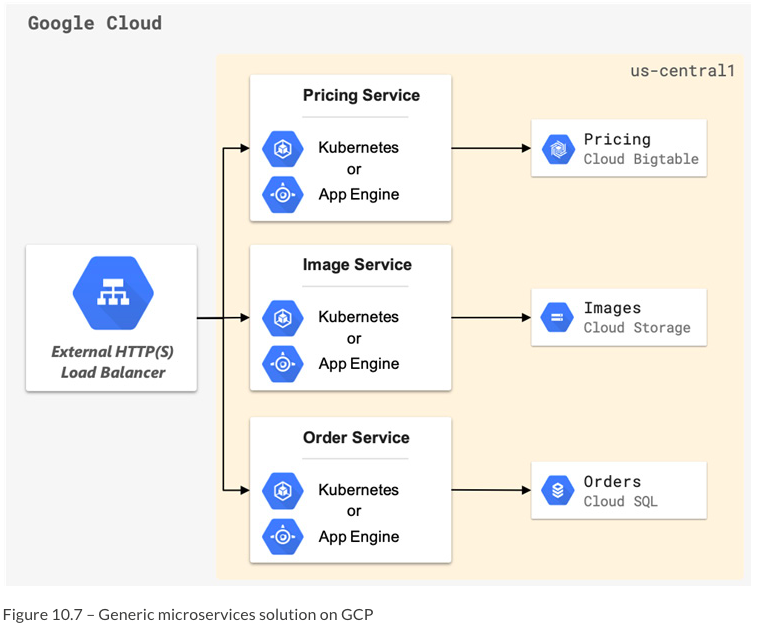 Google Cloud
us-central1
Pricing Service
Kubernetes
or
App Engine
Pricing
Cloud Bigtable
Image Service
Kubernetes
or
App Engine
Images
Cloud Storage
External HTTP(S)
Load Balancer
Order Service
Kubernetes
or
App Engine
Orders
Cloud SQL
Figure 10.7 – Generic microservices solution on GCP